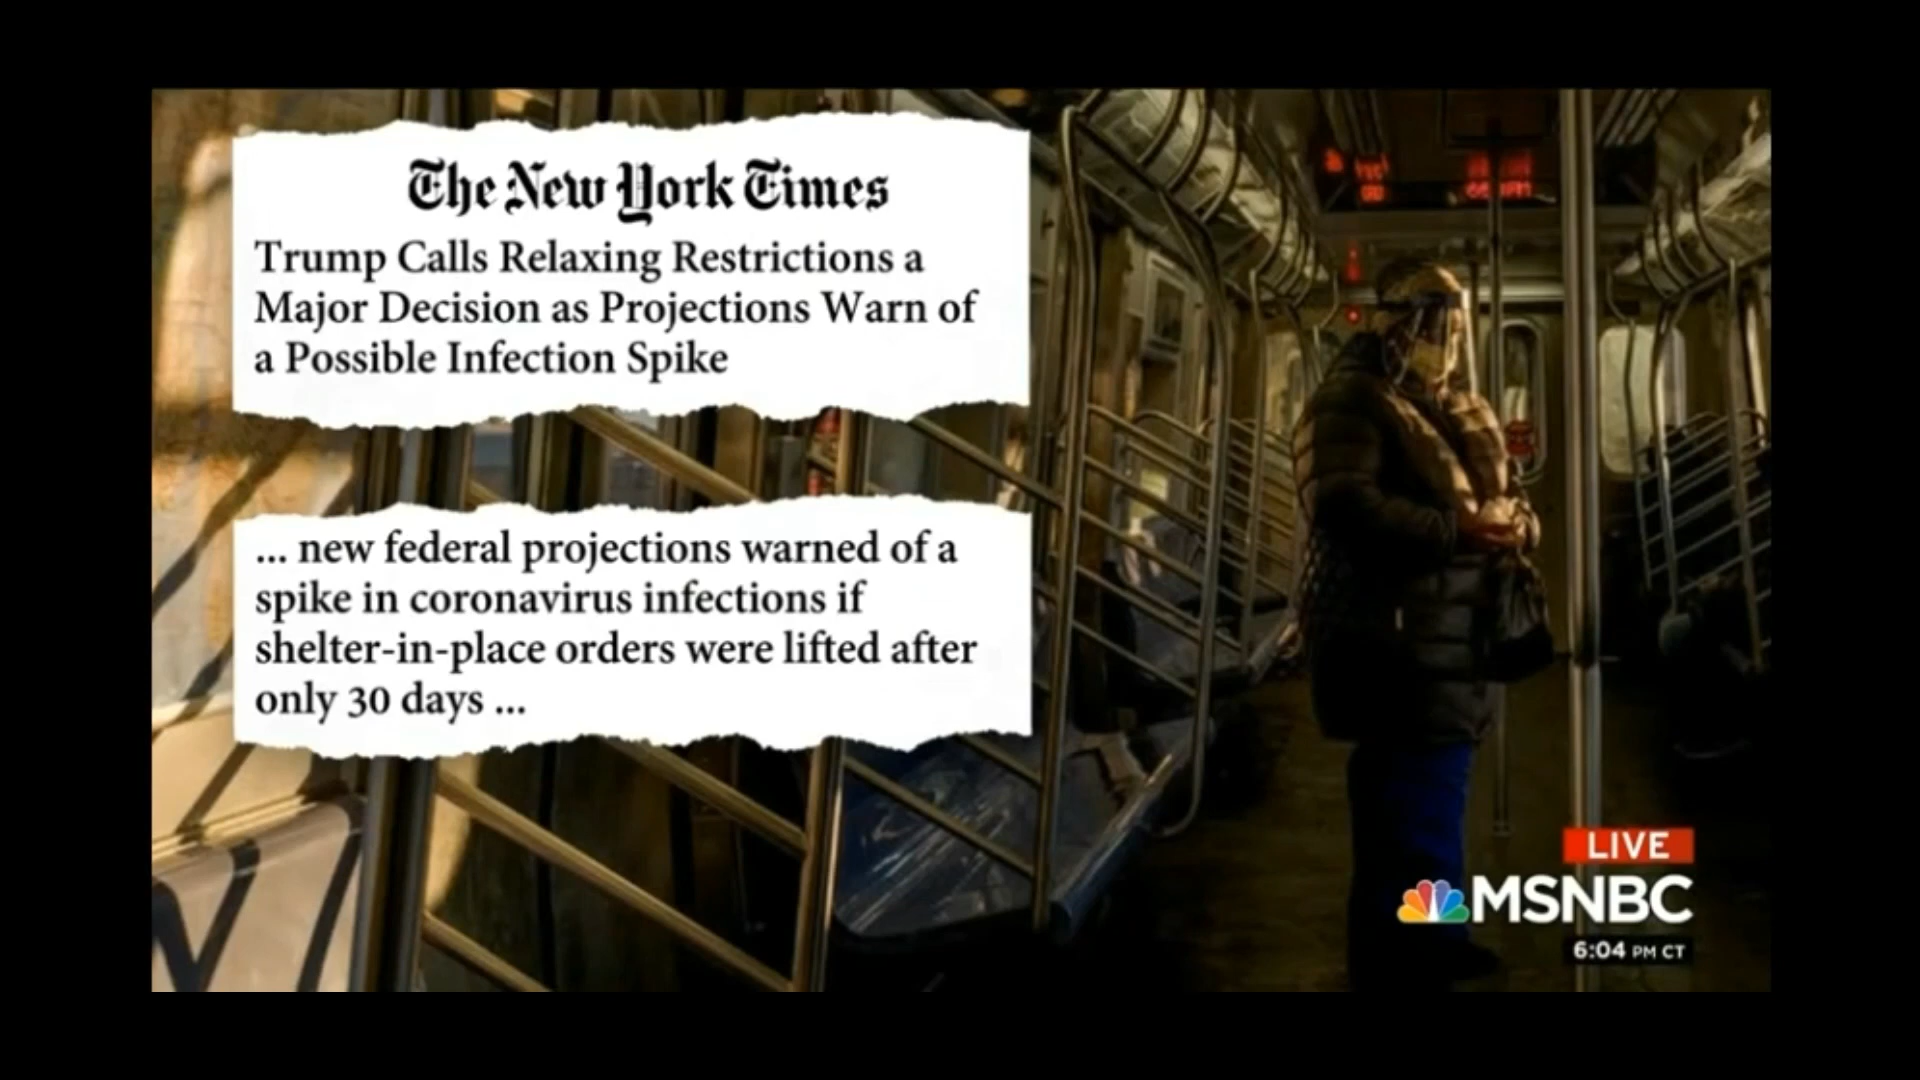 The New York Times
Trump Calls Relaxing Restrictions a
Major Decision as Projections Warn of
a Possible Infection Spike
... new federal projections warned of a
spike in coronavirus infections if
shelter-in-place orders were lifted after
only 30 days ...
LIVE
MSNBC
6:04 PM CT